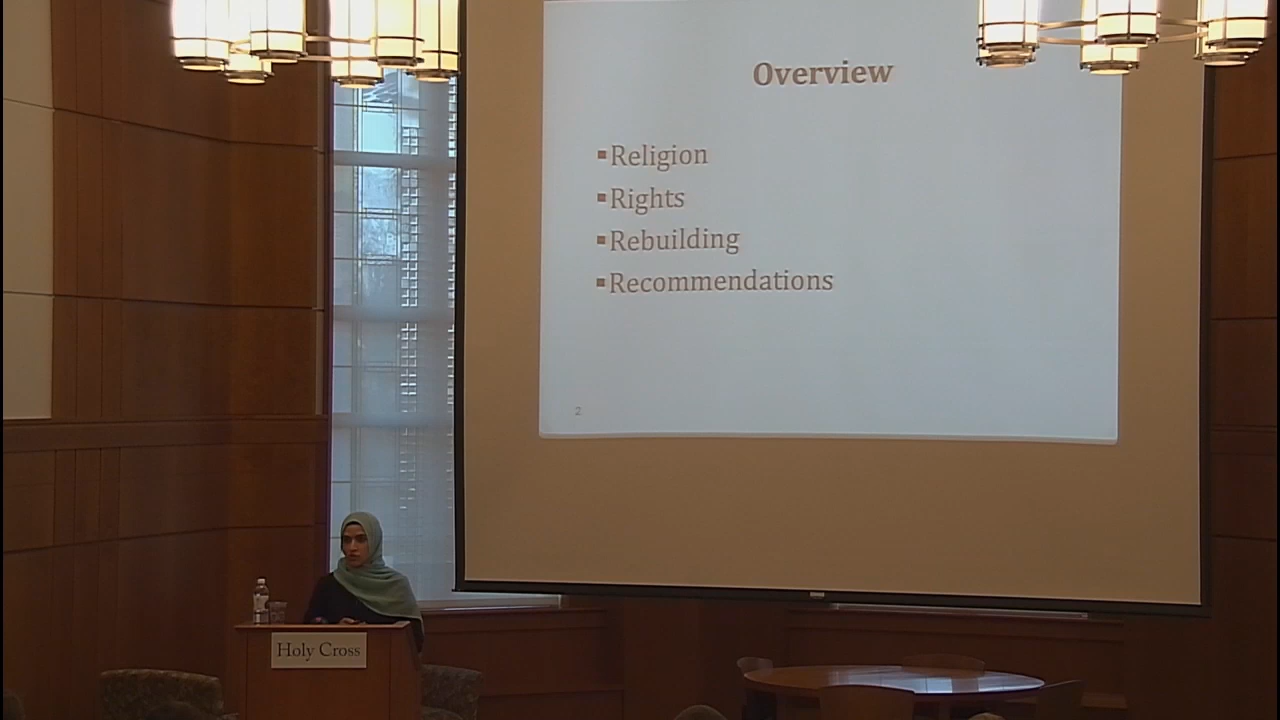 Overview
▪Religion
▪Rights
▪Rebuilding
▪Recommendations
2
Holy Cross